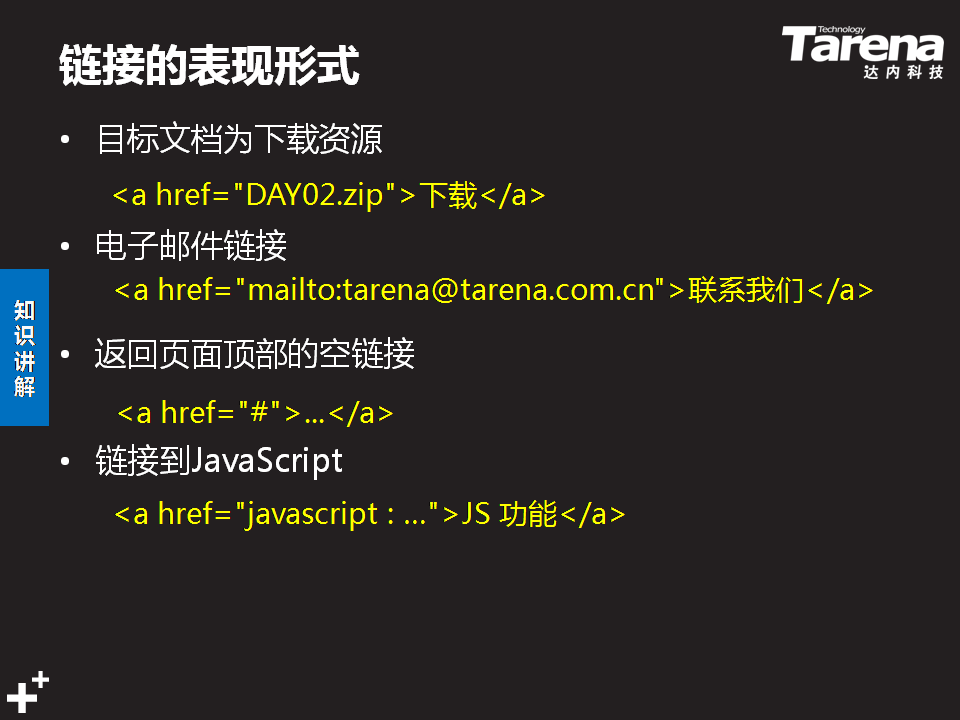 链接的表现形式
Technology
Tarena
达内科技
• 目标文档为下载资源
<a href="DAY02.zip">下载</a>
• 电子邮件链接
<a href="mailto:tarena@tarena.com.cn">联系我们</a>
知识讲解
• 返回页面顶部的空链接
<a href="#">...</a>
• 链接到JavaScript
<a href="javascript : ...">JS 功能</a>